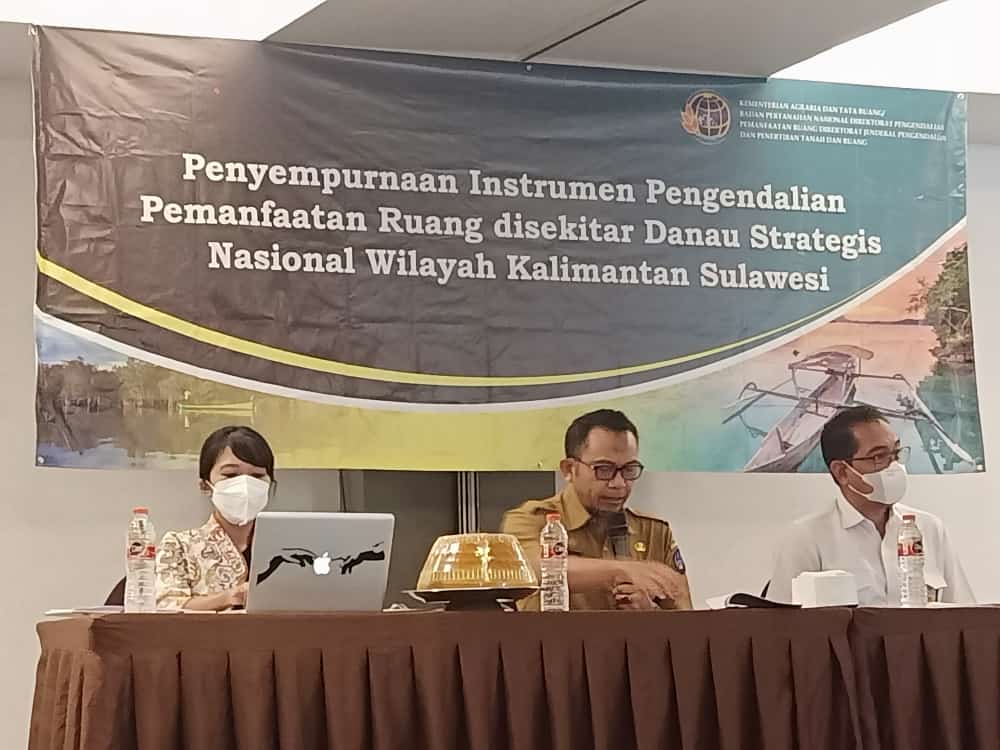 KEMENTERIAN AGRARIA DAN TATA RUANG/
BADAN PERTANAHAN NASIONAL DIREKTORAT PENGENDALIAN
PEMANFAATAN RUANG DIREKTORAT JENDERAL PENGENDALIAN
DAN PENERTIBAN TANAH DAN RUANG
Penyempurnaan Instrumen Pengendalian
Pemanfaatan Ruang disekitar Danau Strategis
Nasional Wilayah Kalimantan Sulawesi